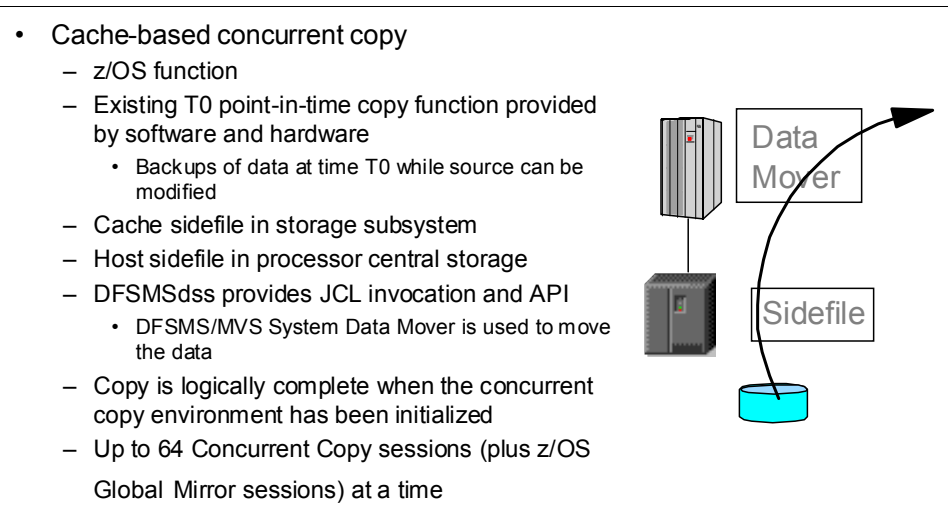 • Cache-based concurrent copy
– z/OS function
– Existing T0 point-in-time copy function provided
by software and hardware
• Backups of data at time T0 while source can be
modified
– Cache sidefile in storage subsystem
– Host sidefile in processor central storage
– DFSMSdss provides JCL invocation and API
• DFSMS/MVS System Data Mover is used to move
the data
– Copy is logically complete when the concurrent
copy environment has been initialized
– Up to 64 Concurrent Copy sessions (plus z/OS
Global Mirror sessions) at a time
Data
Mover
Sidefile